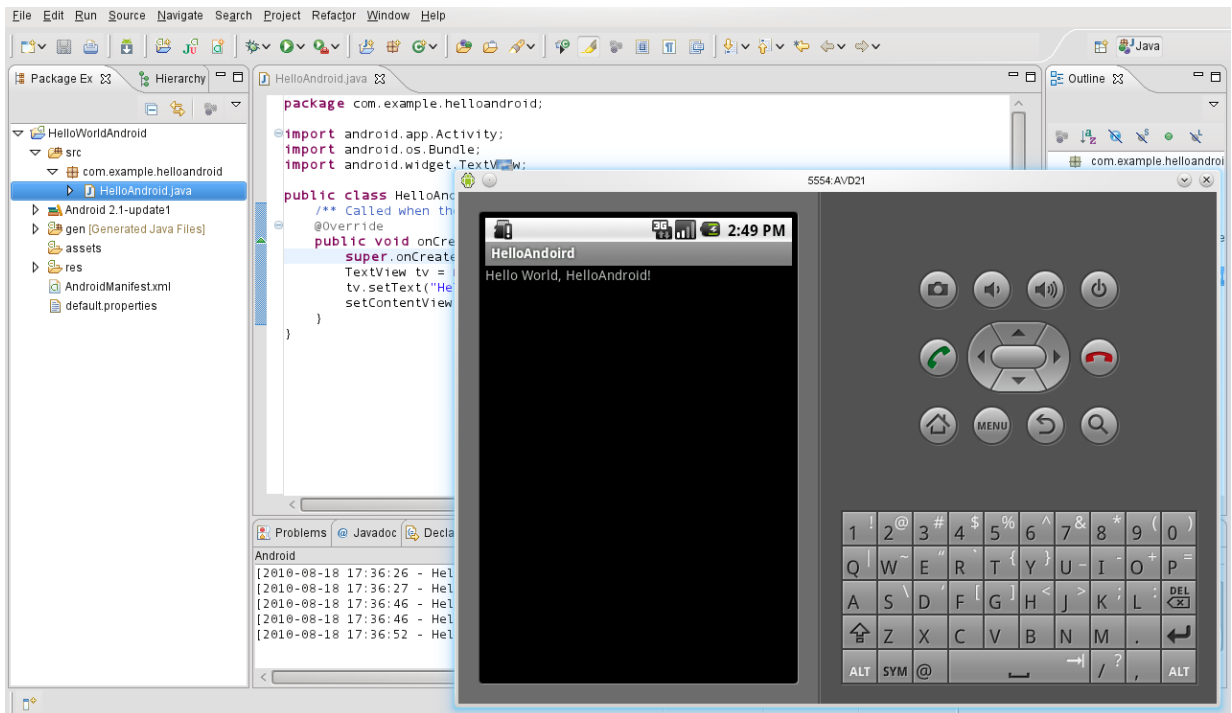 File Edit Run Source Navigate Search Project Refactor Window Help
Java
Package Ex Hierarchy
HelloAndroid.java
Outline
HelloWorldAndroid
src
com.example.helloandroid
HelloAndroid.java
Android 2.1-update1
gen [Generated Java Files]
assets
res
AndroidManifest.xml
default.properties
package com.example.helloandroid;
import android.app.Activity;
import android.os.Bundle;
import android.widget.TextView;
public class HelloAnd
/** Called when th
@Override
public void onCre
super.onCreate
TextView tv =
tv.setText("He
setContentView
}
}
com.example.helloandroi
Problems @ Javadoc Decla
Android
[2010-08-18 17:36:26 - Hel
[2010-08-18 17:36:27 - Hel
[2010-08-18 17:36:46 - Hel
[2010-08-18 17:36:46 - Hel
[2010-08-18 17:36:52 - Hel
5554:AVD21
3G 2:49 PM
HelloAndoird
Hello World, HelloAndroid!
MENU
1 ! 2 @ 3 # 4 $ 5 % 6 ^ 7 & 8 * 9 ( 0 )
Q | W ~ E " R ` T { Y } U - I - O + P =
A S \ D ' F [ G ] H < J > K ; L : DEL
Z X C V B N M .
ALT SYM @ / ? , ALT